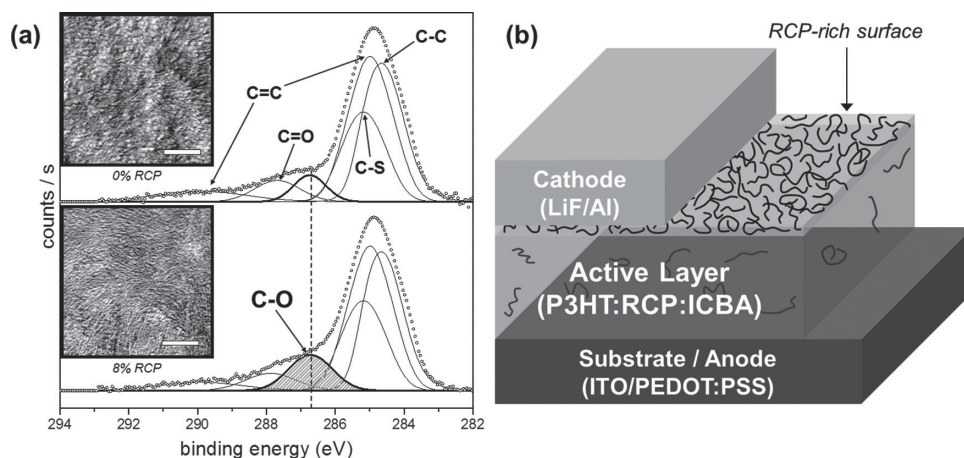 (a)
C-C
C=C
C=O
C-S
0% RCP
counts / s
C-O
8% RCP
294 292 290 288 286 284 282
binding energy (eV)
(b)
RCP-rich surface
Cathode
(LiF/Al)
Active Layer
(P3HT:RCP:ICBA)
Substrate / Anode
(ITO/PEDOT:PSS)